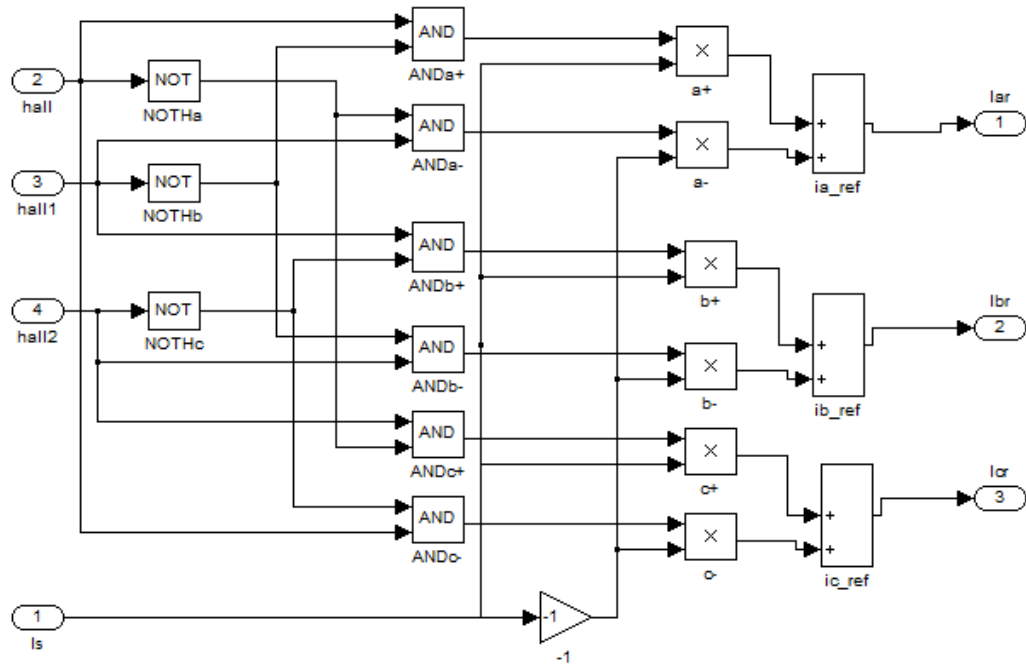 AND
ANDa+
×
a+
2
hall
NOT
NOTHa
+
+
ia_ref
Iar
1
AND
ANDa-
×
a-
3
hall1
NOT
NOTHb
AND
ANDb+
×
b+
4
hall2
NOT
NOTHc
+
+
ib_ref
Ibr
2
AND
ANDb-
×
b-
AND
ANDc+
×
c+
+
+
ic_ref
Icr
3
AND
ANDc-
×
c-
1
Is
-1
-1